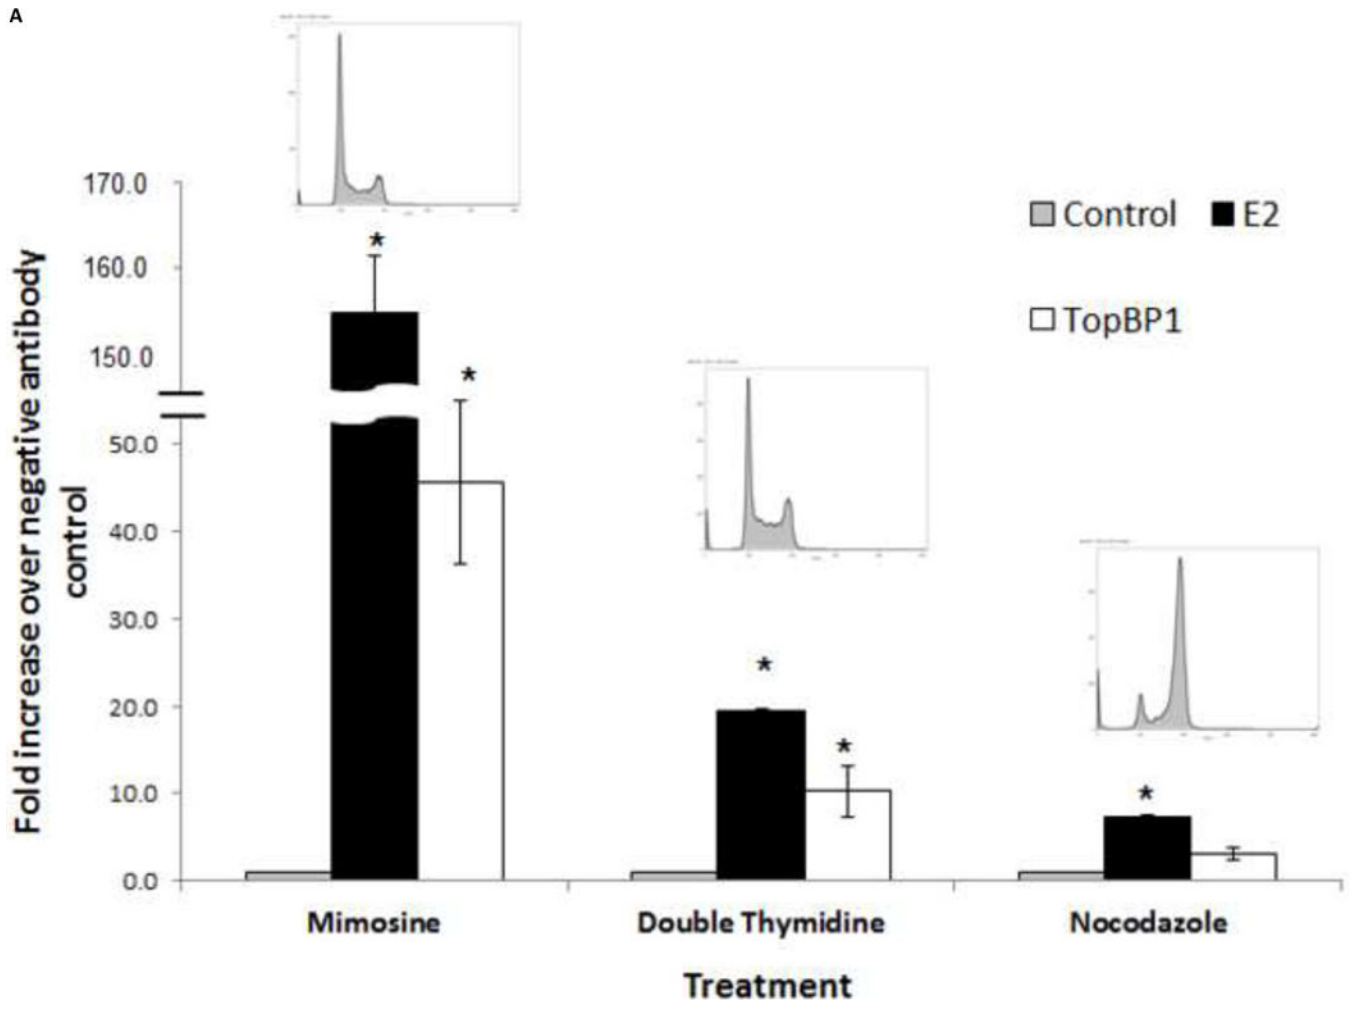 A
170.0
160.0
150.0
50.0
40.0
30.0
20.0
10.0
0.0
Fold increase over negative antibody
control
*
*
*
*
*
Control E2
TopBP1
Mimosine Double Thymidine Nocodazole
Treatment